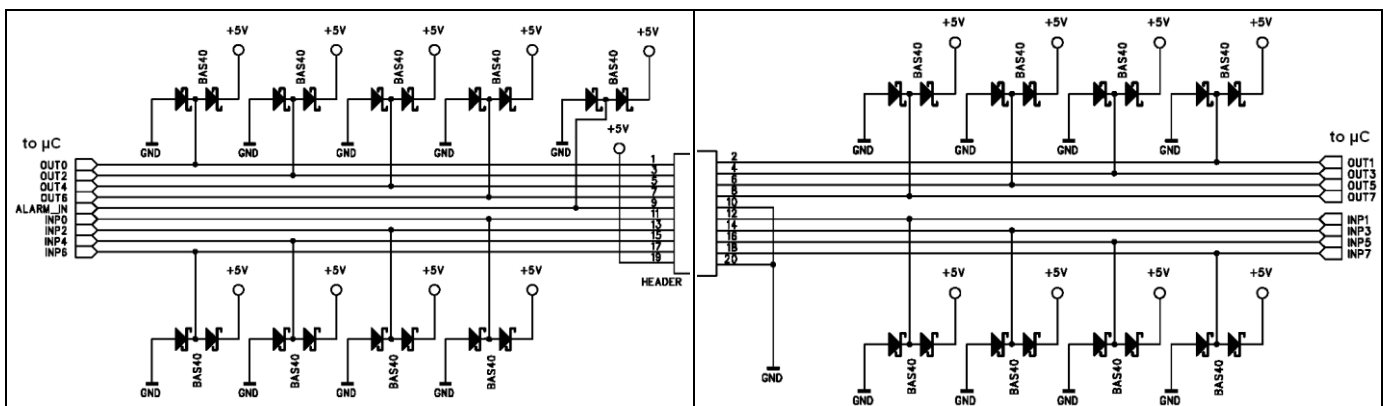 +5V +5V +5V +5V +5V
BAS40 BAS40 BAS40 BAS40 BAS40
GND GND GND GND GND
+5V
to µC
OUT0 1
OUT2 3
OUT4 5
OUT6 7
ALARM_IN 9
INP0 11
INP2 13
INP4 15
INP6 17
19
HEADER
+5V +5V +5V +5V
BAS40 BAS40 BAS40 BAS40
GND GND GND GND
+5V +5V +5V +5V
BAS40 BAS40 BAS40 BAS40
GND GND GND GND
to µC
2 OUT1
4 OUT3
6 OUT5
8 OUT7
10
12 INP1
14 INP3
16 INP5
18 INP7
20
+5V +5V +5V +5V
BAS40 BAS40 BAS40 BAS40
GND
GND GND GND GND